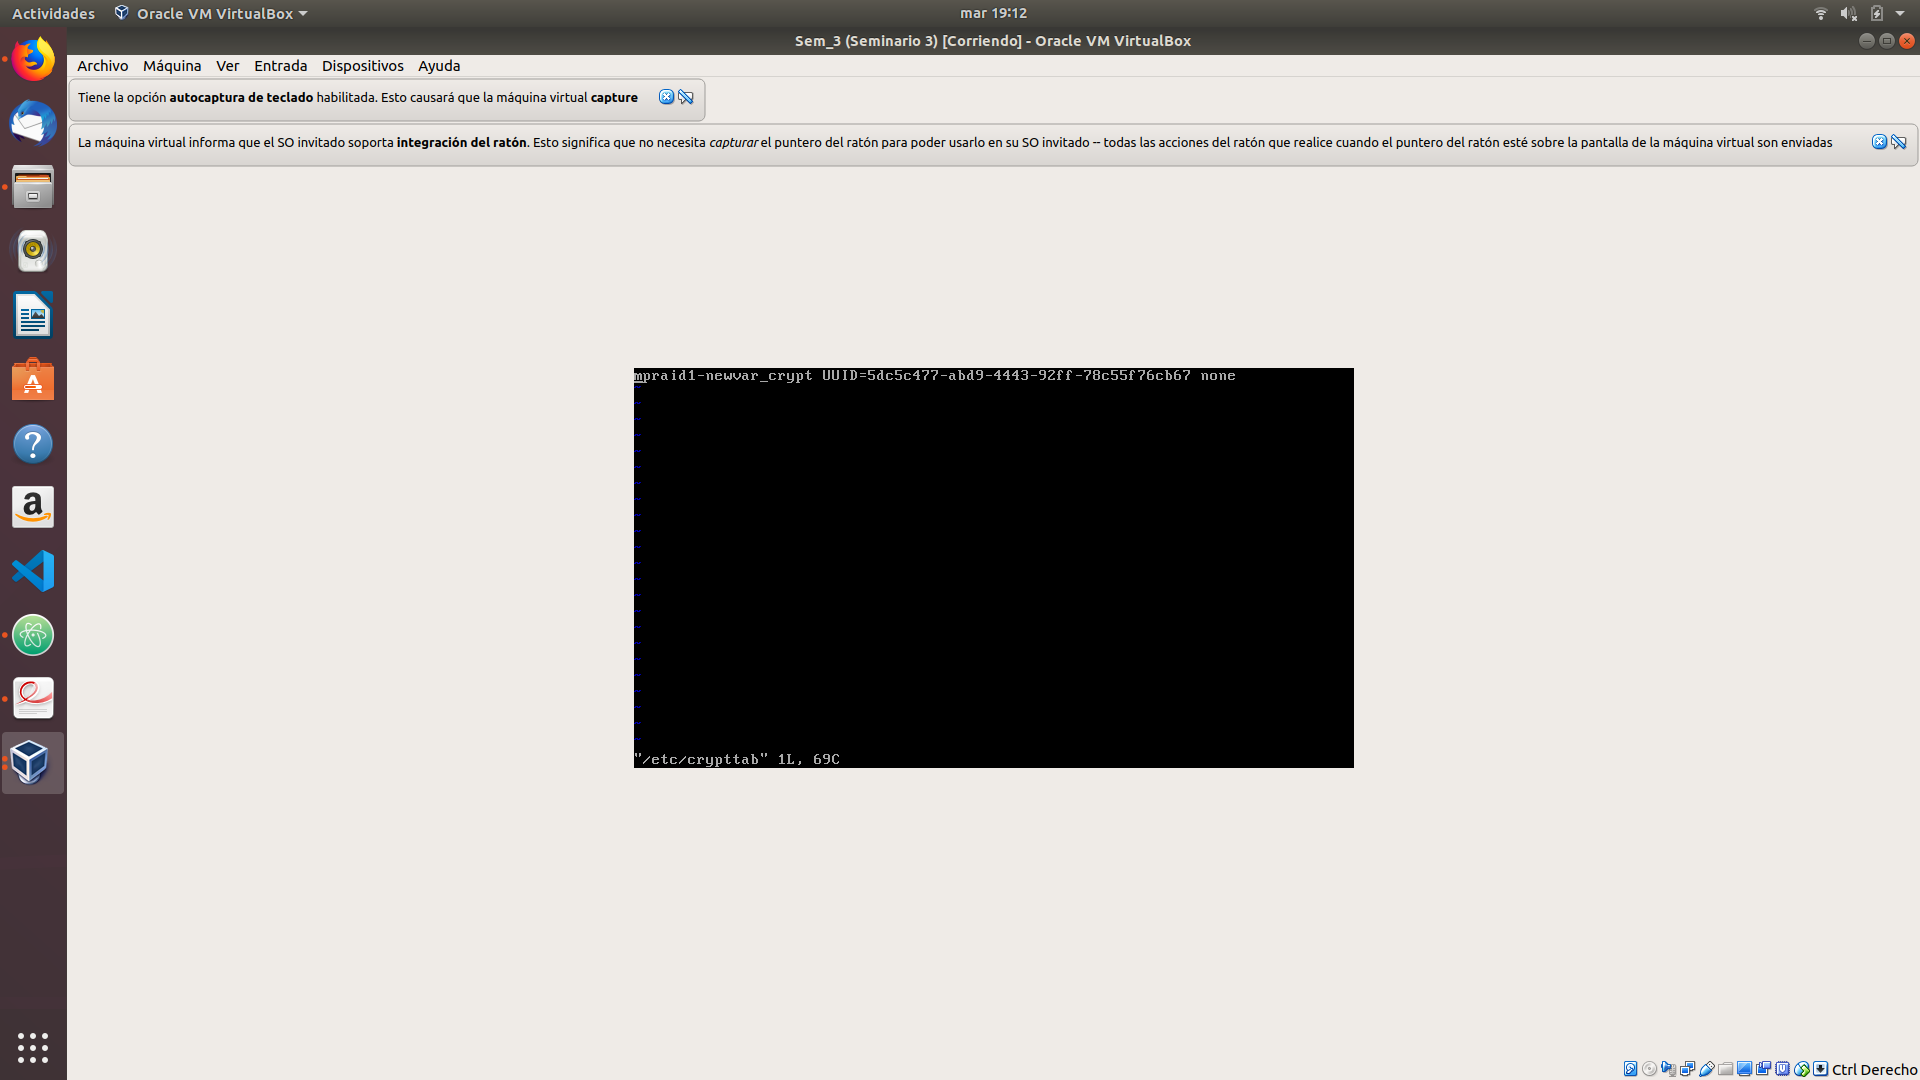 Actividades
Oracle VM VirtualBox
mar 19:12
Sem_3 (Seminario 3) [Corriendo] - Oracle VM VirtualBox
Archivo Máquina Ver Entrada Dispositivos Ayuda
Tiene la opción autocaptura de teclado habilitada. Esto causará que la máquina virtual capture
La máquina virtual informa que el SO invitado soporta integración del ratón. Esto significa que no necesita capturar el puntero del ratón para poder usarlo en su SO invitado -- todas las acciones del ratón que realice cuando el puntero del ratón esté sobre la pantalla de la máquina virtual son enviadas
mpraid1-newvar_crypt UUID=5dc5c477-abd9-4443-92ff-78c55f76cb67 none
"/etc/crypttab" 1L, 69C
Ctrl Derecho